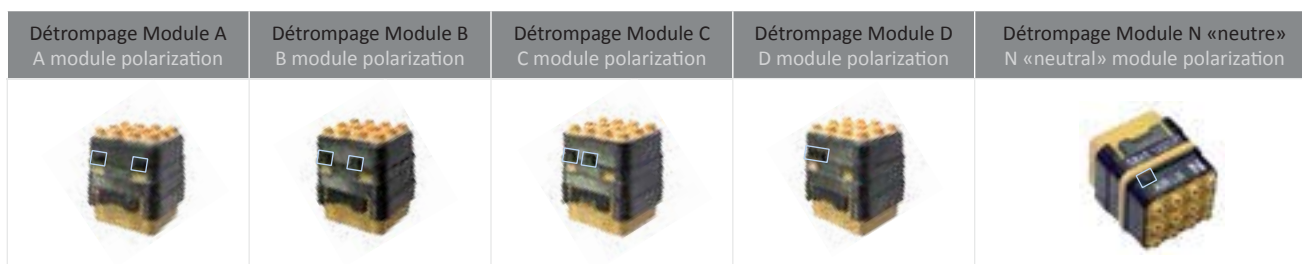 Détrompage Module A
A module polarization
Détrompage Module B
B module polarization
Détrompage Module C
C module polarization
Détrompage Module D
D module polarization
Détrompage Module N «neutre»
N «neutral» module polarization
N